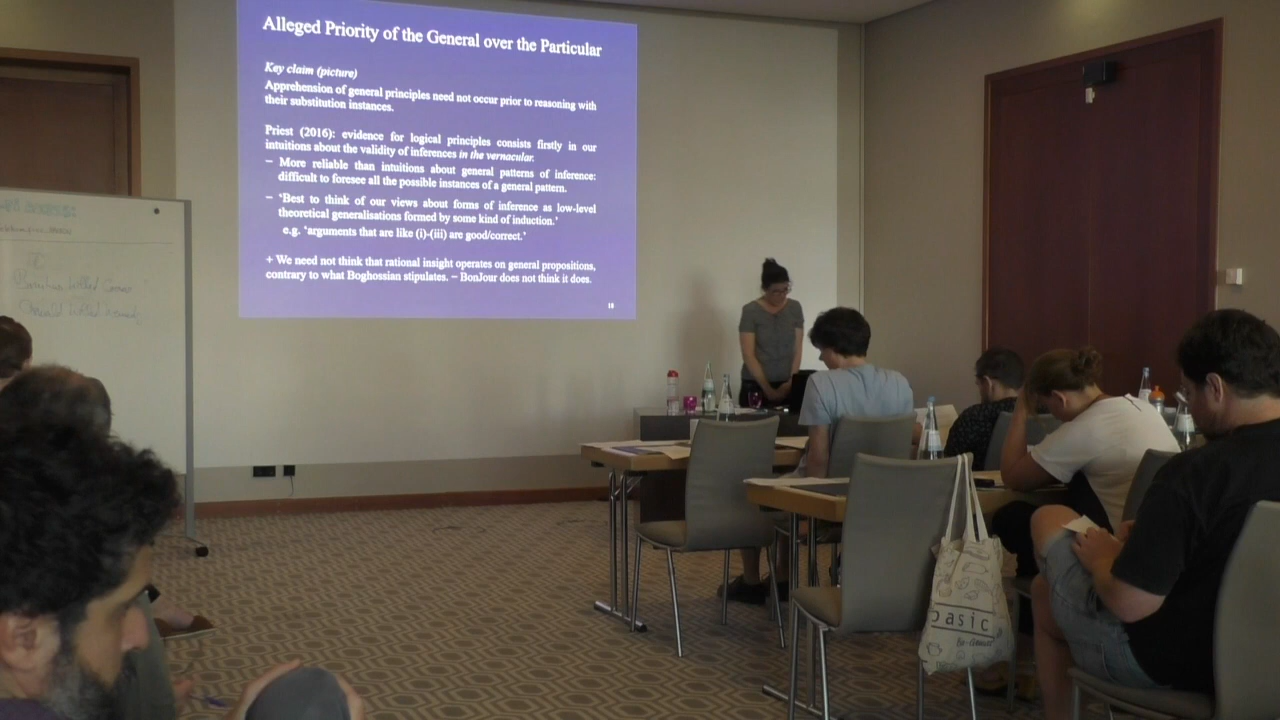 Alleged Priority of the General over the Particular
Key claim (picture)
Apprehension of general principles need not occur prior to reasoning with
their substitution instances.
Priest (2016): evidence for logical principles consists firstly in our
intuitions about the validity of inferences in the vernacular.
– More reliable than intuitions about general patterns of inference:
difficult to foresee all the possible instances of a general pattern.
– ‘Best to think of our views about forms of inference as low-level
theoretical generalisations formed by some kind of induction.’
e.g. ‘arguments that are like (i)-(iii) are good/correct.’
+ We need not think that rational insight operates on general propositions,
contrary to what Boghossian stipulates. – BonJour does not think it does.
18
basic